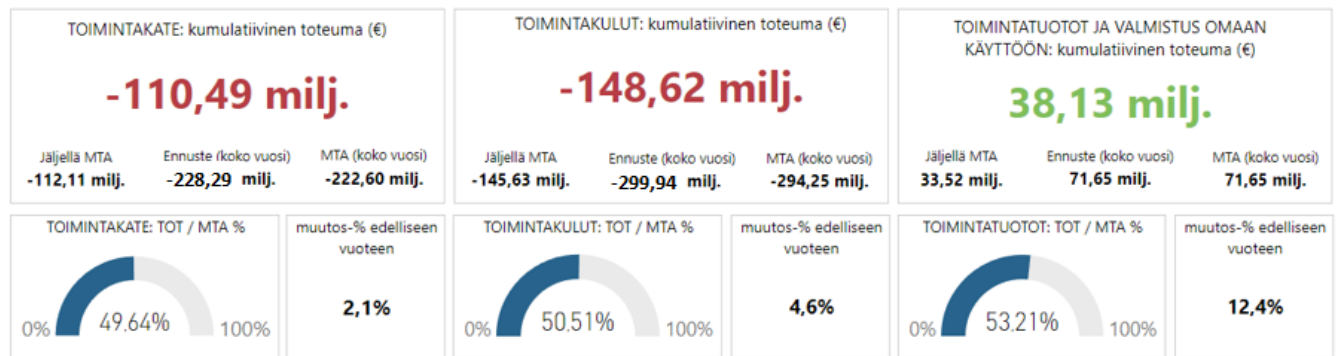 TOIMINTAKATE: kumulatiivinen toteuma (€)
-110,49 milj.
Jäljellä MTA
-112,11 milj.
Ennuste (koko vuosi)
-228,29 milj.
MTA (koko vuosi)
-222,60 milj.
TOIMINTAKULUT: kumulatiivinen toteuma (€)
-148,62 milj.
Jäljellä MTA
-145,63 milj.
Ennuste (koko vuosi)
-299,94 milj.
MTA (koko vuosi)
-294,25 milj.
TOIMINTATUOTOT JA VALMISTUS OMAAN
KÄYTTÖÖN: kumulatiivinen toteuma (€)
38,13 milj.
Jäljellä MTA
33,52 milj.
Ennuste (koko vuosi)
71,65 milj.
MTA (koko vuosi)
71,65 milj.
TOIMINTAKATE: TOT / MTA %
0%
49,64%
100%
muutos-% edelliseen
vuoteen
2,1%
TOIMINTAKULUT: TOT / MTA %
0%
50,51%
100%
muutos-% edelliseen
vuoteen
4,6%
TOIMINTATUOTOT: TOT / MTA %
0%
53,21%
100%
muutos-% edelliseen
vuoteen
12,4%